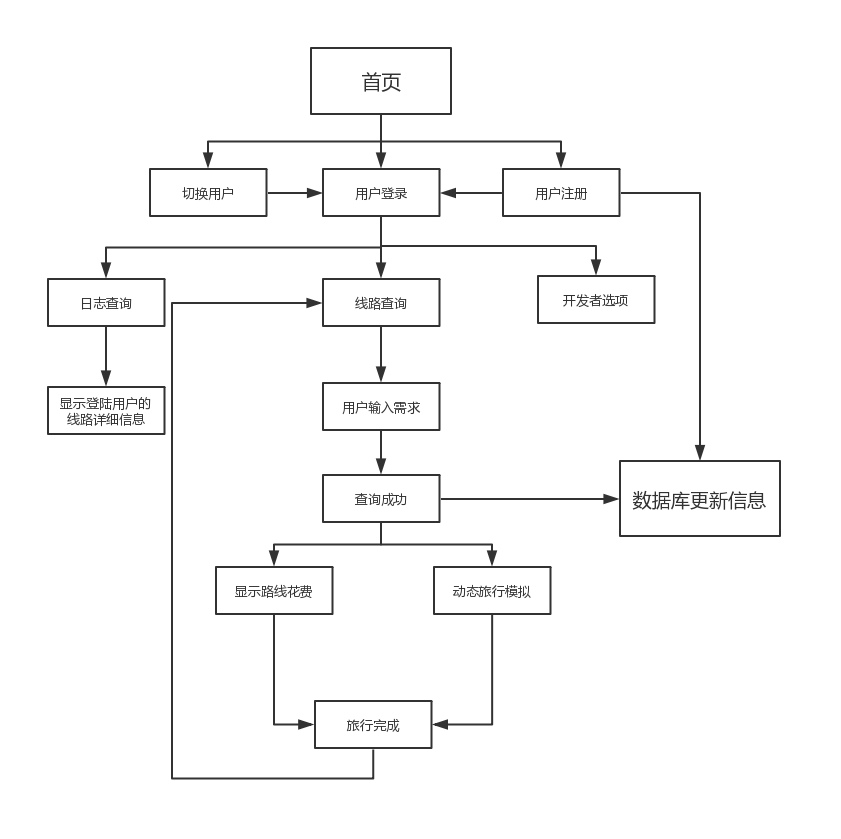 首页
切换用户
用户登录
用户注册
日志查询
线路查询
开发者选项
显示登陆用户的
线路详细信息
用户输入需求
查询成功
数据库更新信息
显示路线花费
动态旅行模拟
旅行完成